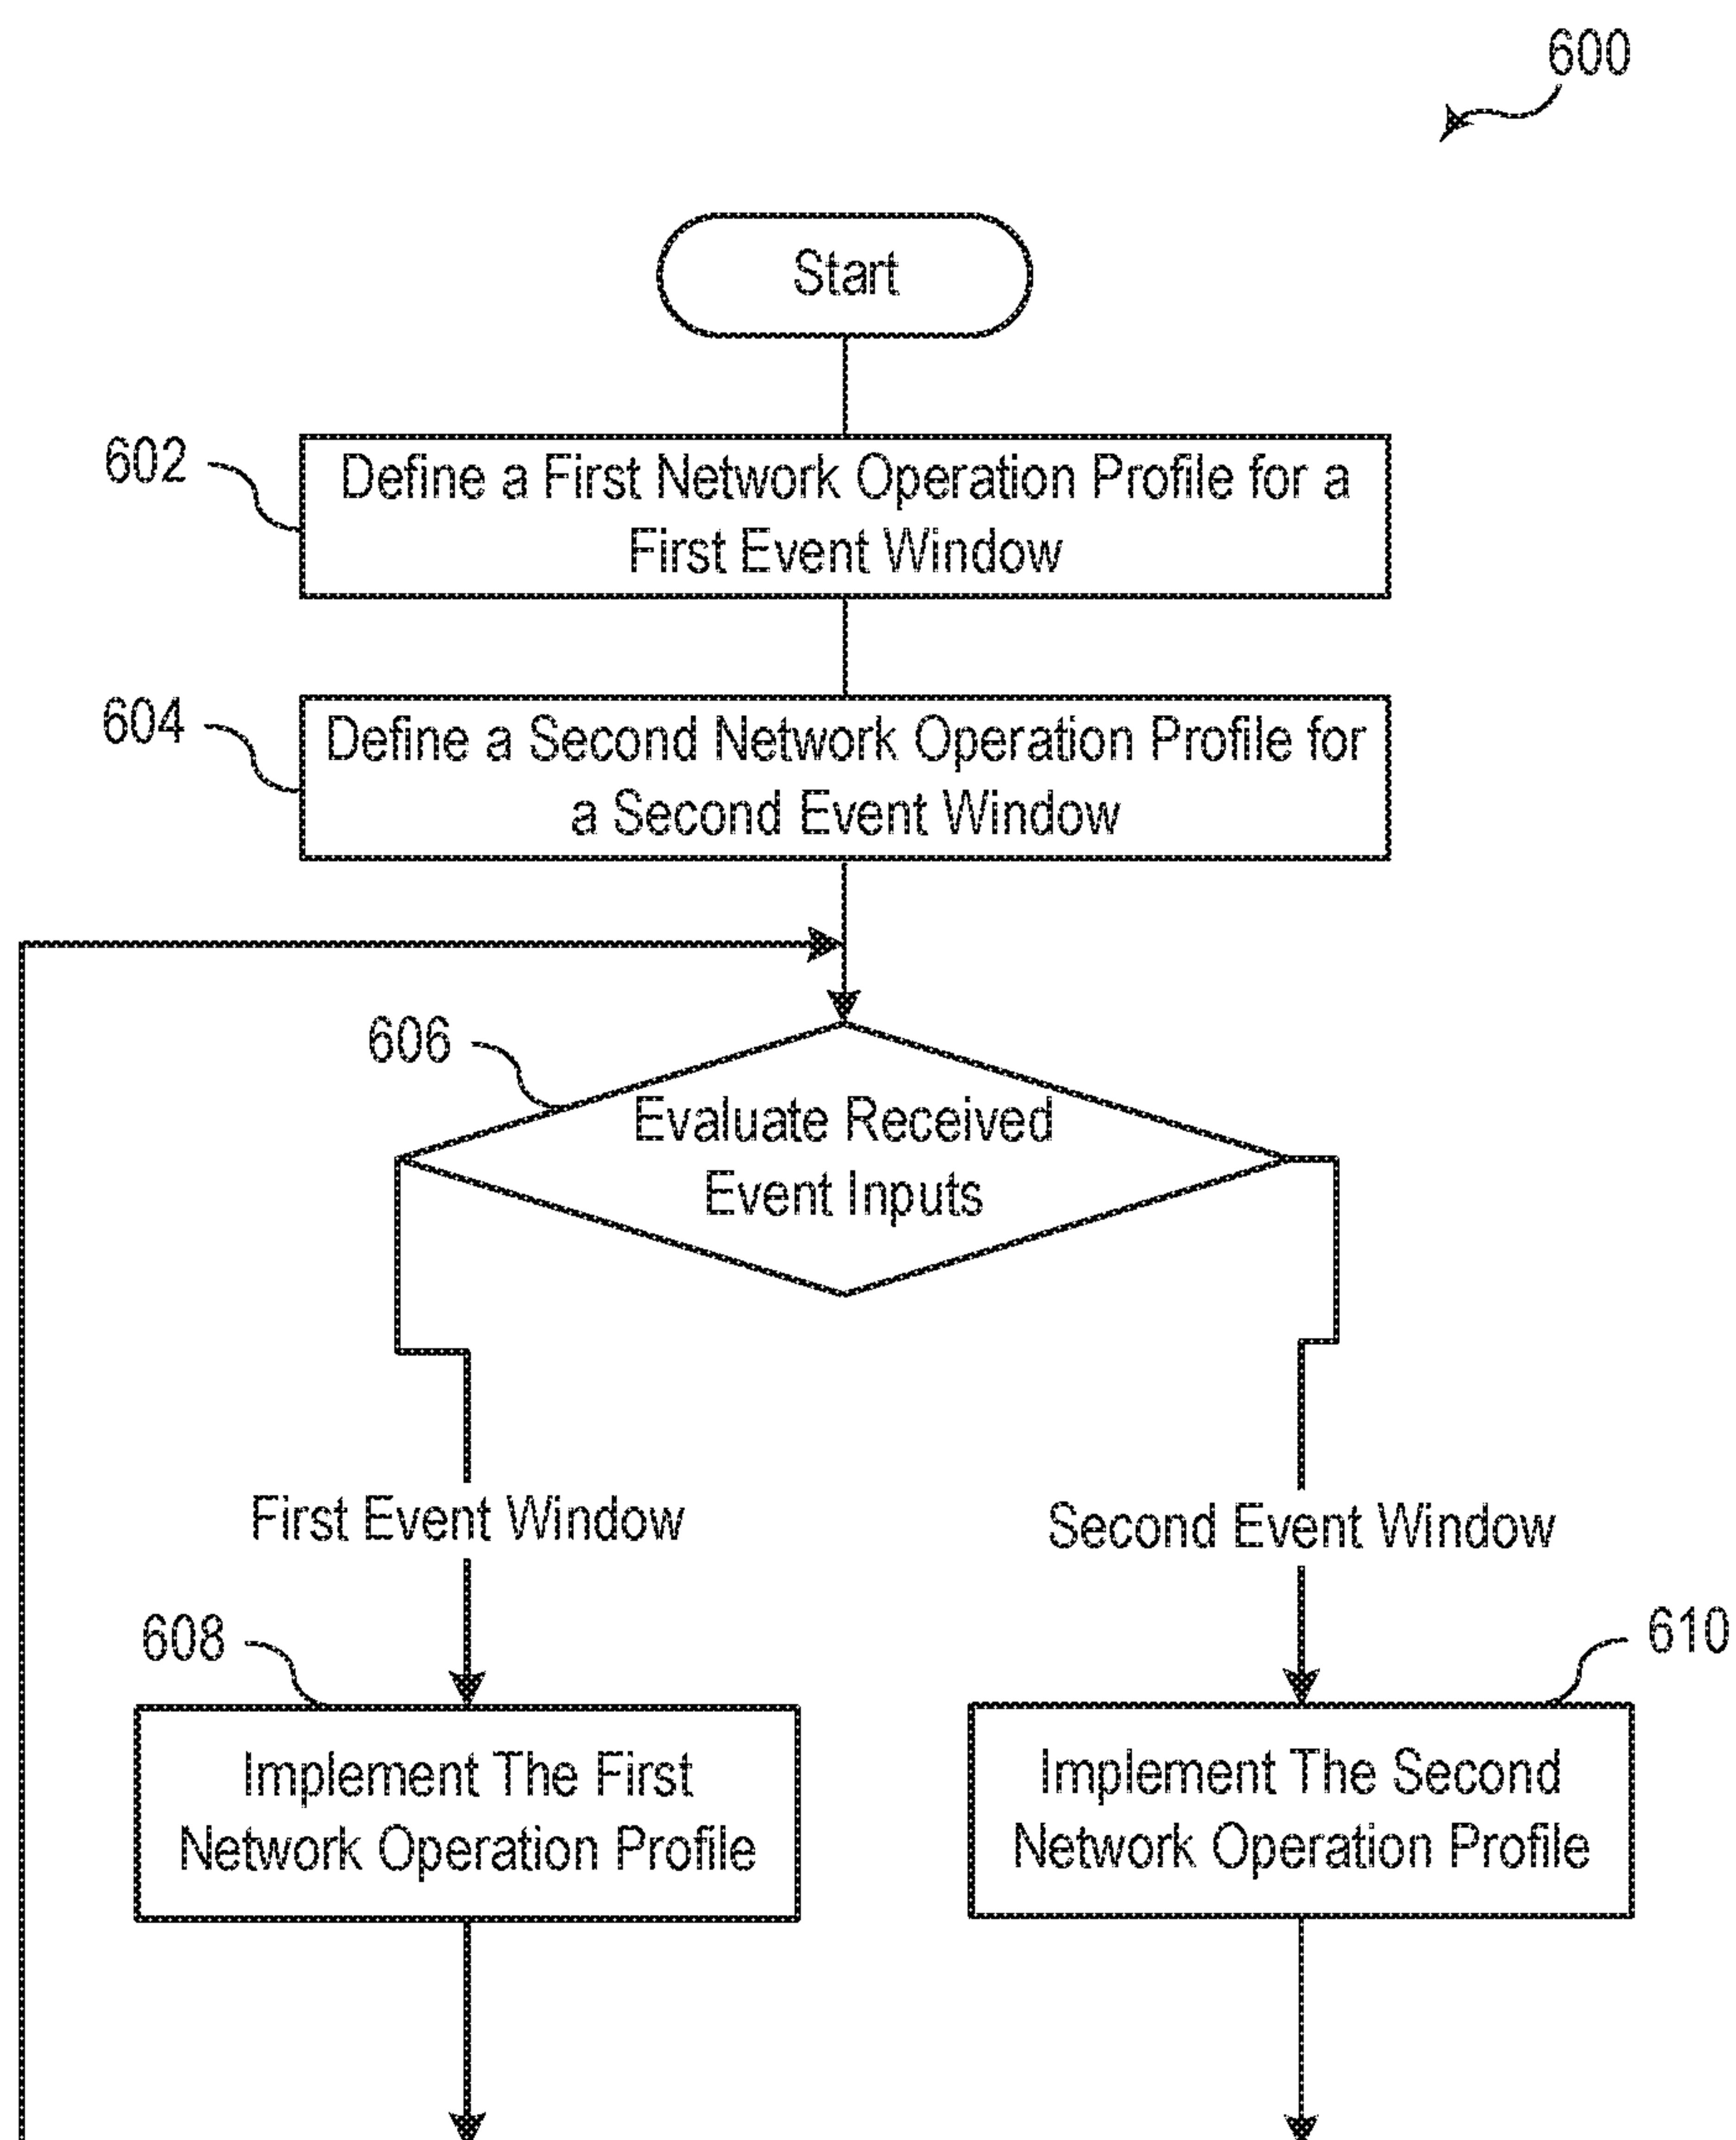 600
Start
602
Define a First Network Operation Profile for a
First Event Window
604
Define a Second Network Operation Profile for
a Second Event Window
606
Evaluate Received
Event Inputs
First Event Window
Second Event Window
608
610
Implement The First
Network Operation Profile
Implement The Second
Network Operation Profile